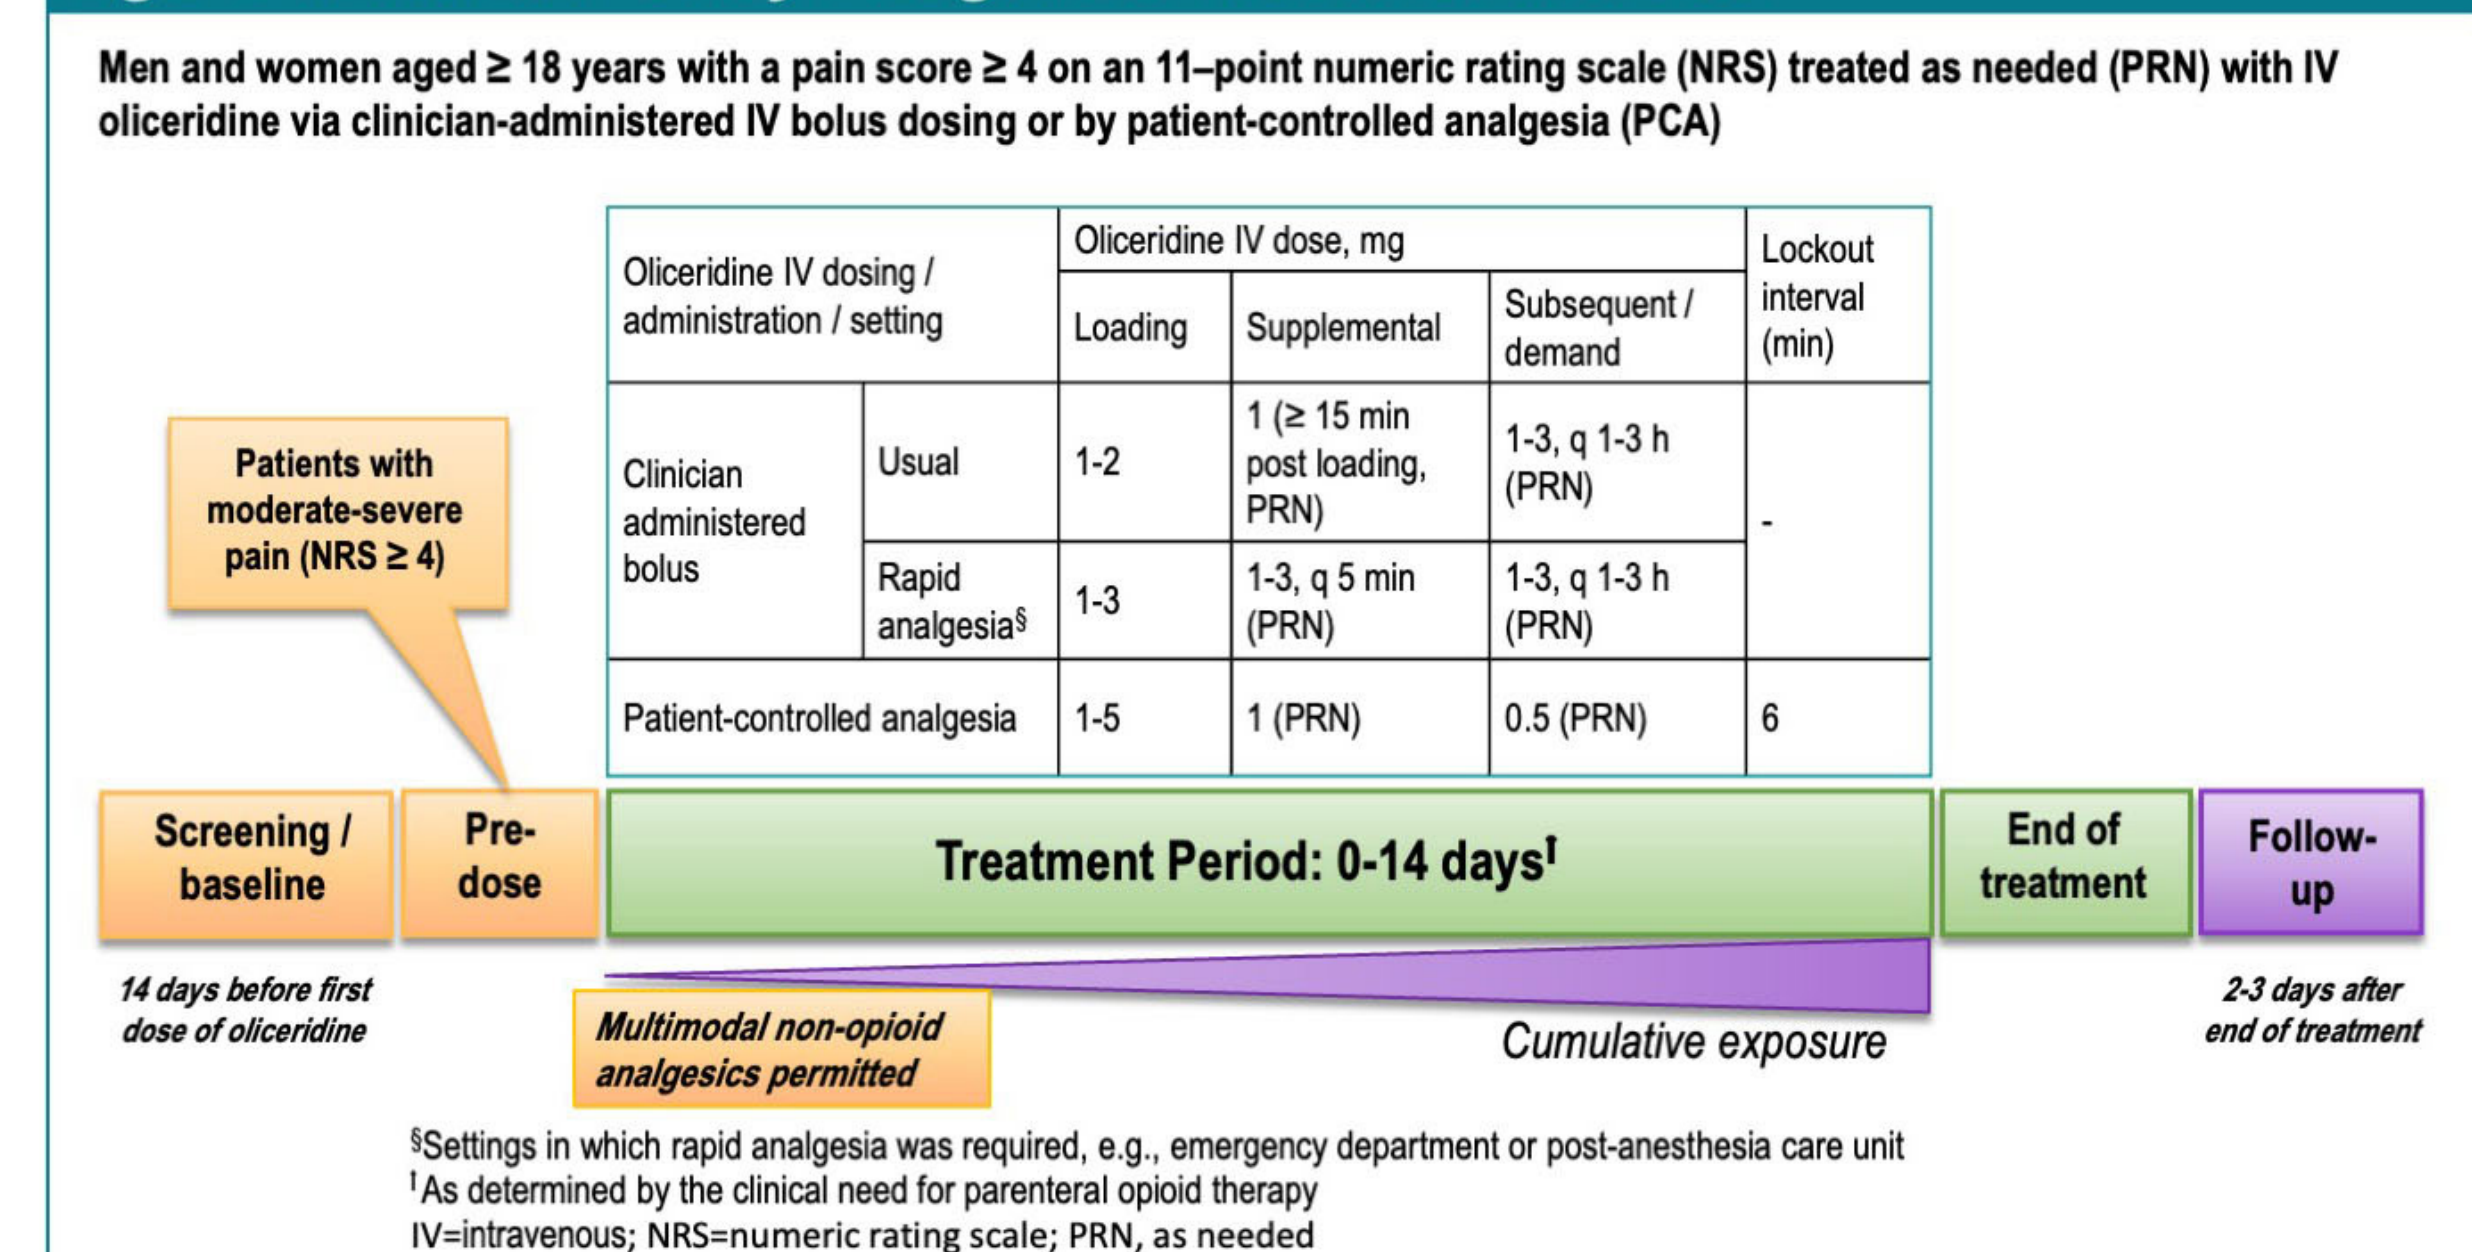 Men and women aged ≥ 18 years with a pain score ≥ 4 on an 11–point numeric rating scale (NRS) treated as needed (PRN) with IV
oliceridine via clinician-administered IV bolus dosing or by patient-controlled analgesia (PCA)
Oliceridine IV dosing /
administration / setting
Oliceridine IV dose, mg
Lockout
interval
(min)
Loading
Supplemental
Subsequent /
demand
Clinician
administered
bolus
Usual
1-2
1 (≥ 15 min
post loading,
PRN)
1-3, q 1-3 h
(PRN)
-
Rapid
analgesia§
1-3
1-3, q 5 min
(PRN)
1-3, q 1-3 h
(PRN)
Patient-controlled analgesia
1-5
1 (PRN)
0.5 (PRN)
6
Patients with
moderate-severe
pain (NRS ≥ 4)
Screening /
baseline
Pre-
dose
Treatment Period: 0-14 days†
End of
treatment
Follow-
up
14 days before first
dose of oliceridine
Multimodal non-opioid
analgesics permitted
Cumulative exposure
2-3 days after
end of treatment
§Settings in which rapid analgesia was required, e.g., emergency department or post-anesthesia care unit
†As determined by the clinical need for parenteral opioid therapy
IV=intravenous; NRS=numeric rating scale; PRN, as needed